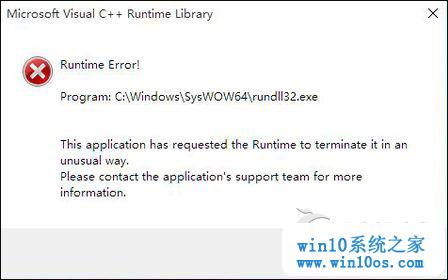 Microsoft Visual C++ Runtime Library
Runtime Error!
Program: C:\Windows\SysWOW64\rundll32.exe
This application has requested the Runtime to terminate it in an
unusual way.
Please contact the application's support team for more
information.
win10系统之家
www.win10os.com